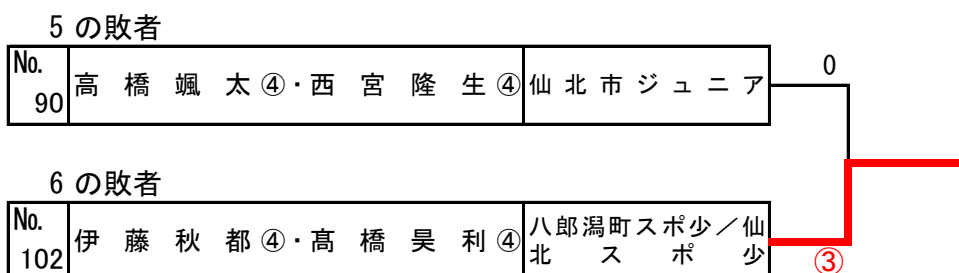 5 の敗者
No. 90 高橋颯太④・西宮隆生④ 仙北市ジュニア 0
6 の敗者
No. 102 伊藤秋都④・髙橋昊利④ 八郎潟町スポ少／仙北スポ少 ③